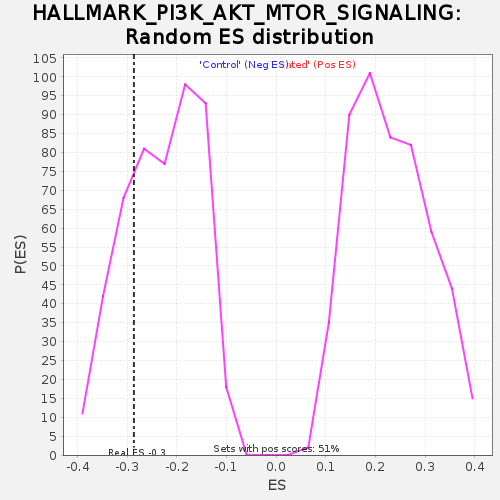 HALLMARK_PI3K_AKT_MTOR_SIGNALING:
Random ES distribution
'Control' (Neg ES)
ted' (Pos ES)
105
100
95
90
85
80
75
70
65
60
55
50
45
40
35
30
25
20
15
10
5
0
P(ES)
Real ES -0.3
Sets with pos scores: 51%
-0.4 -0.3 -0.2 -0.1 0.0 0.1 0.2 0.3 0.4
ES